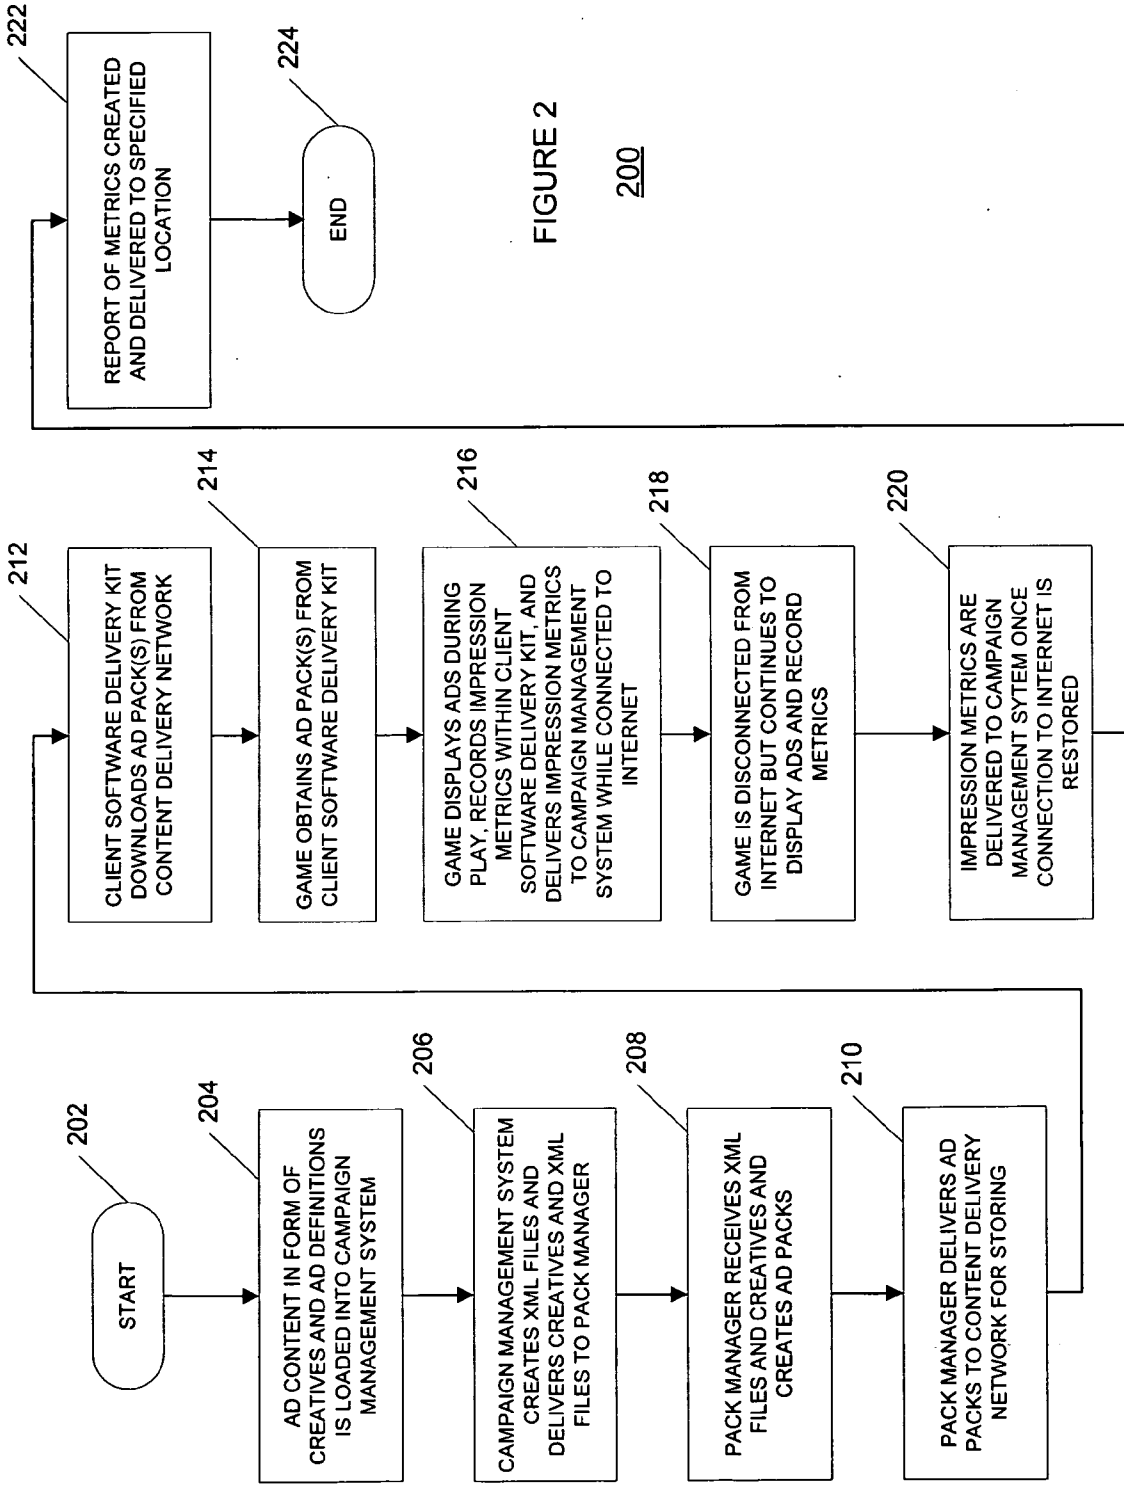 202
START
204
AD CONTENT IN FORM OF
CREATIVES AND AD DEFINITIONS
IS LOADED INTO CAMPAIGN
MANAGEMENT SYSTEM
206
CAMPAIGN MANAGEMENT SYSTEM
CREATES XML FILES AND
DELIVERS CREATIVES AND XML
FILES TO PACK MANAGER
208
PACK MANAGER RECEIVES XML
FILES AND CREATIVES AND
CREATES AD PACKS
210
PACK MANAGER DELIVERS AD
PACKS TO CONTENT DELIVERY
NETWORK FOR STORING
212
CLIENT SOFTWARE DELIVERY KIT
DOWNLOADS AD PACK(S) FROM
CONTENT DELIVERY NETWORK
214
GAME OBTAINS AD PACK(S) FROM
CLIENT SOFTWARE DELIVERY KIT
216
GAME DISPLAYS ADS DURING
PLAY, RECORDS IMPRESSION
METRICS WITHIN CLIENT
SOFTWARE DELIVERY KIT, AND
DELIVERS IMPRESSION METRICS
TO CAMPAIGN MANAGEMENT
SYSTEM WHILE CONNECTED TO
INTERNET
218
GAME IS DISCONNECTED FROM
INTERNET BUT CONTINUES TO
DISPLAY ADS AND RECORD
METRICS
220
IMPRESSION METRICS ARE
DELIVERED TO CAMPAIGN
MANAGEMENT SYTEM ONCE
CONNECTION TO INTERNET IS
RESTORED
222
REPORT OF METRICS CREATED
AND DELIVERED TO SPECIFIED
LOCATION
224
END
FIGURE 2
200